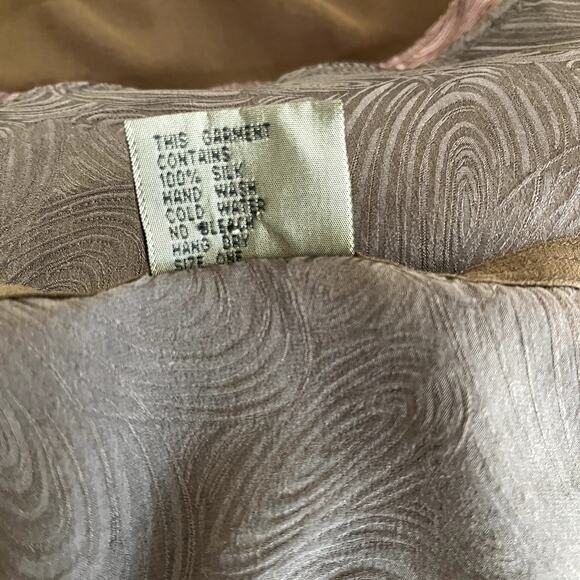 THIS GARMENT
CONTAINS
100% SILK
HAND WASH
COLD WATER
NO BLEACH
HANG DRY
SIZE ONE